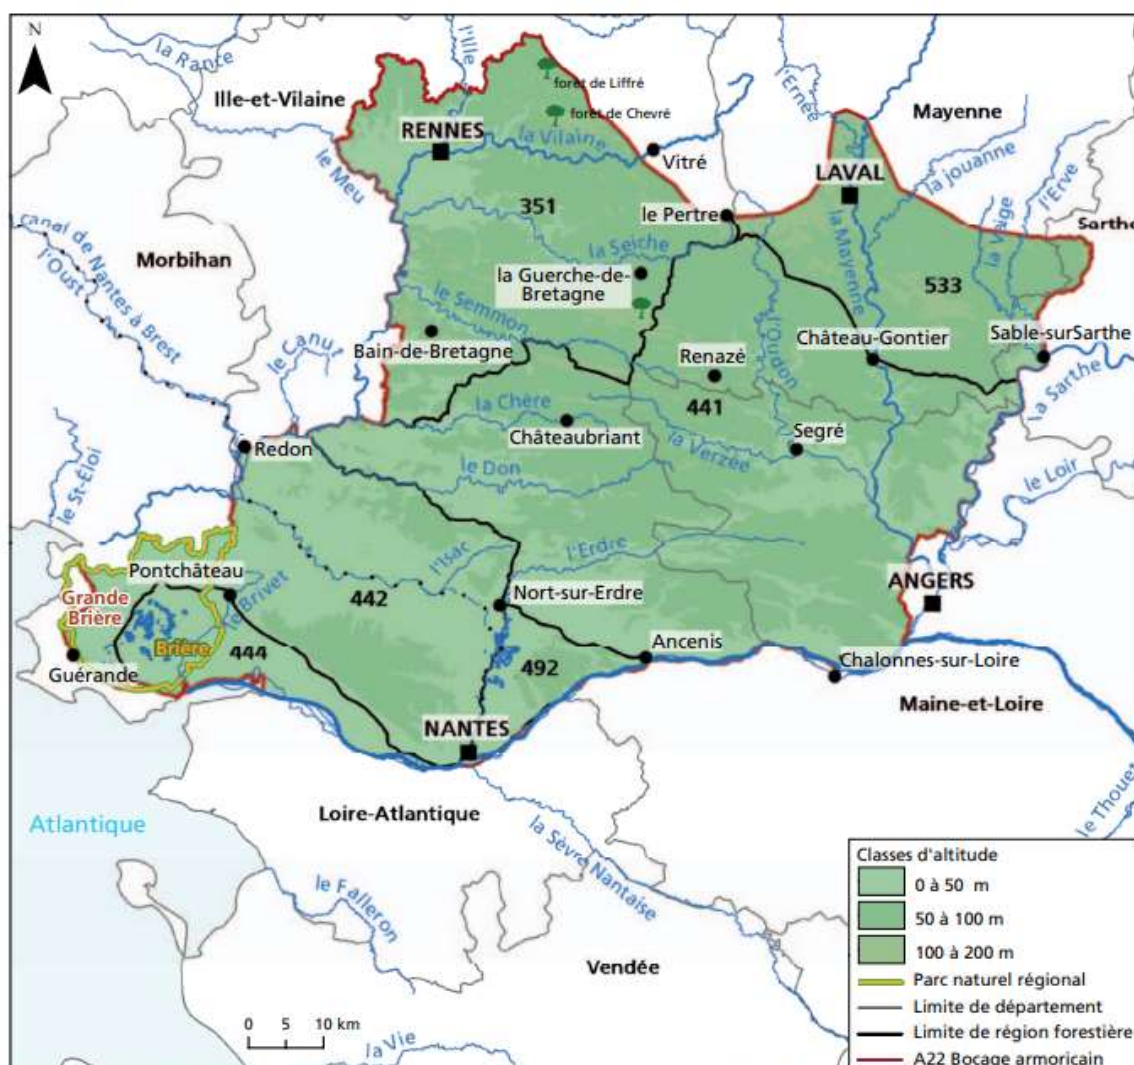 N
la Rance
l'Ille
Ille-et-Vilaine
forêt de Liffré
forêt de Chevré
l'Ernée
Mayenne
RENNES
la Vilaine
Vitré
le Meu
LAVAL
la jouanne
l'Erve
la Vaige
Sarthe
351
le Pertre
la Mayenne
canal de Nantes à Brest
l'Oust
Morbihan
la Seiche
la Guerche-de-
Bretagne
533
le Semmon
l'Oudon
Château-Gontier
Sable-surSarthe
Bain-de-Bretagne
le Canut
Renazé
La Sarthe
la Chère
441
Châteaubriant
Segré
la Verzée
Redon
le Don
le Loir
le St-Éloi
l'Isac
l'Erdre
Pontchâteau
ANGERS
Grande
Brière
le Brivet
442
Nort-sur-Erdre
Brière
444
Guérande
492
Ancenis
Chalonnes-sur-Loire
NANTES
Maine-et-Loire
Loire-Atlantique
Atlantique
la Sèvre Nantaise
le Thouet
le Falleron
Vendée
la Vie
0 5 10 km
Classes d'altitude
0 à 50 m
50 à 100 m
100 à 200 m
Parc naturel régional
Limite de département
Limite de région forestière
A22 Bocage armoricain